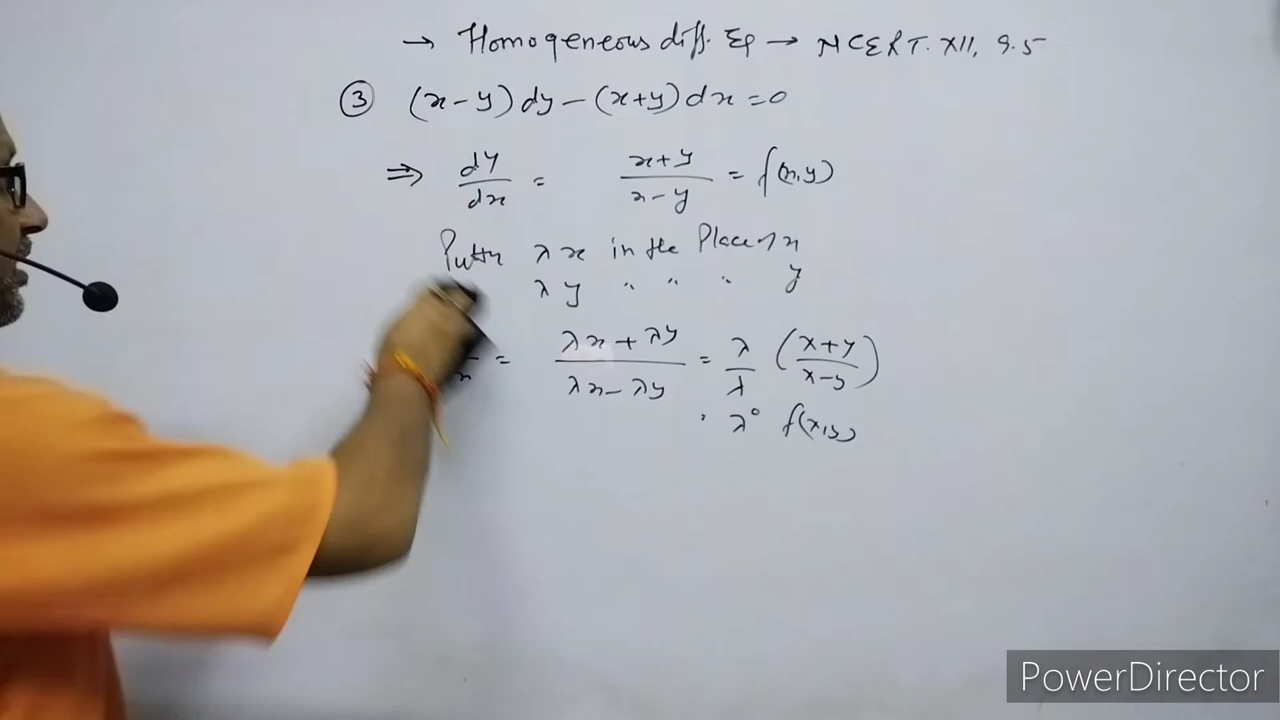 → Homogeneous diff. Eq → NCERT. XII, 9.5
③ (x-y)dy-(x+y)dx=0
⇒ dy/dx = x+y/x-y = f(x,y)
λx in the Place of x
λy " " " y
= λx+λy/λx-λy = λ/λ (x+y/x-y)
λ⁰ f(x,y)
PowerDirector